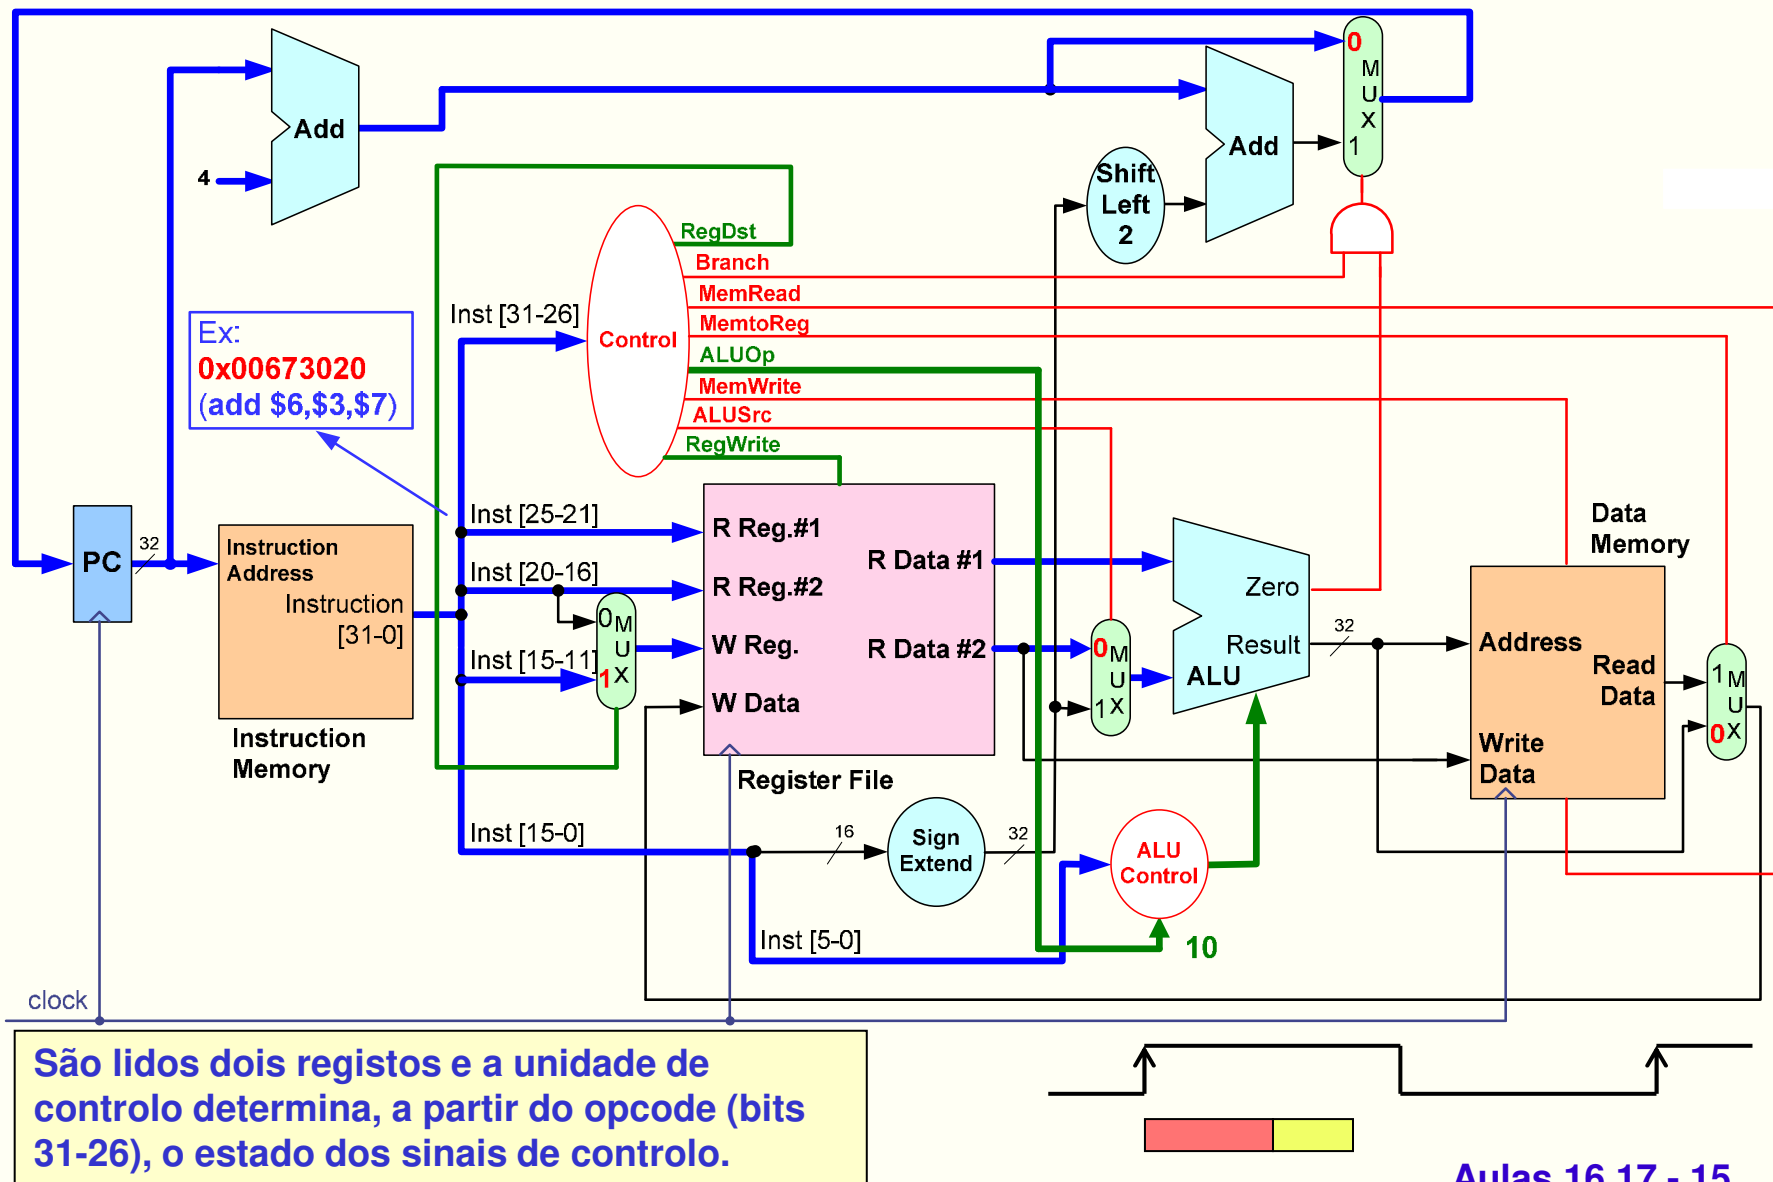 0
M
U
X
1
Add
4
Add
Shift
Left
2
RegDst
Branch
MemRead
MemtoReg
ALUOp
MemWrite
ALUSrc
RegWrite
Inst [31-26]
Control
Ex:
0x00673020
(add $6,$3,$7)
PC
32
Instruction
Address
Instruction
[31-0]
Instruction
Memory
Inst [25-21]
Inst [20-16]
Inst [15-11]
0
M
U
X
1
R Reg.#1
R Reg.#2
W Reg.
W Data
R Data #1
R Data #2
Register File
0
M
U
X
1
Zero
Result
ALU
32
Data
Memory
Address
Read
Data
Write
Data
1
M
U
X
0
Inst [15-0]
16
Sign
Extend
32
ALU
Control
Inst [5-0]
10
clock
São lidos dois registos e a unidade de
controlo determina, a partir do opcode (bits
31-26), o estado dos sinais de controlo.
Aulas 16,17 - 15